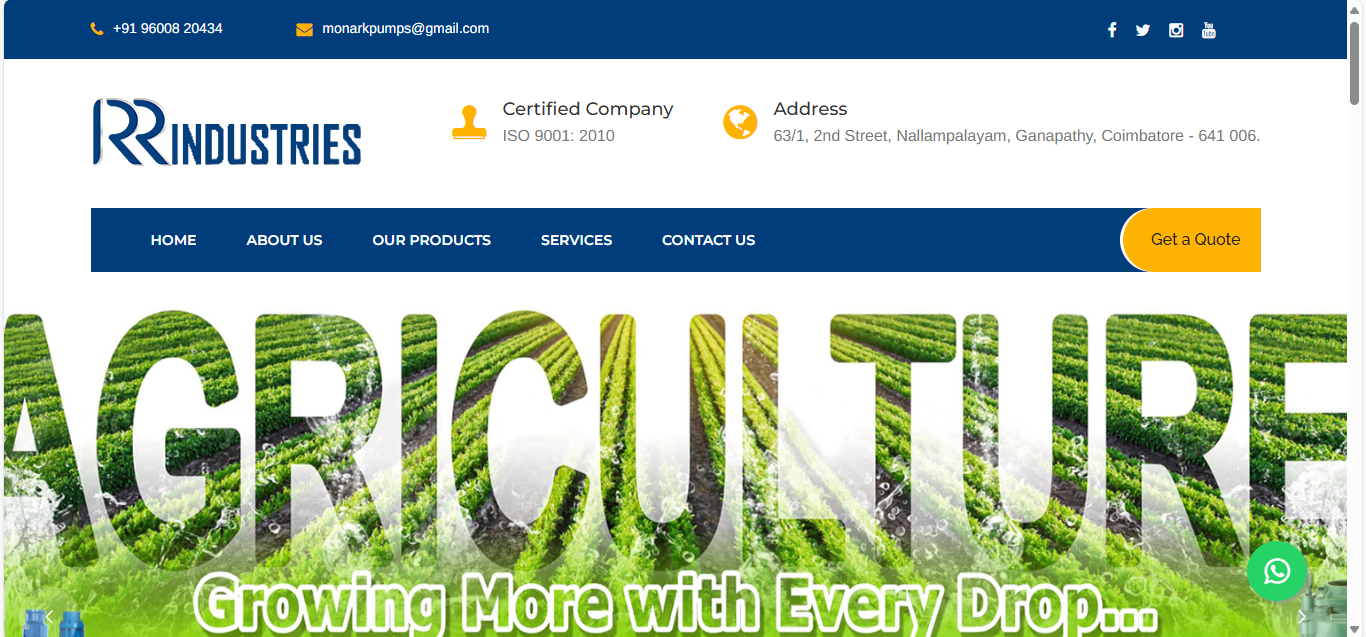 +91 96008 20434
monarkpumps@gmail.com
You
Tube
RR INDUSTRIES
Certified Company
ISO 9001: 2010
Address
63/1, 2nd Street, Nallampalayam, Ganapathy, Coimbatore - 641 006.
HOME
ABOUT US
OUR PRODUCTS
SERVICES
CONTACT US
Get a Quote
AGRICULTURE
Growing More with Every Drop...